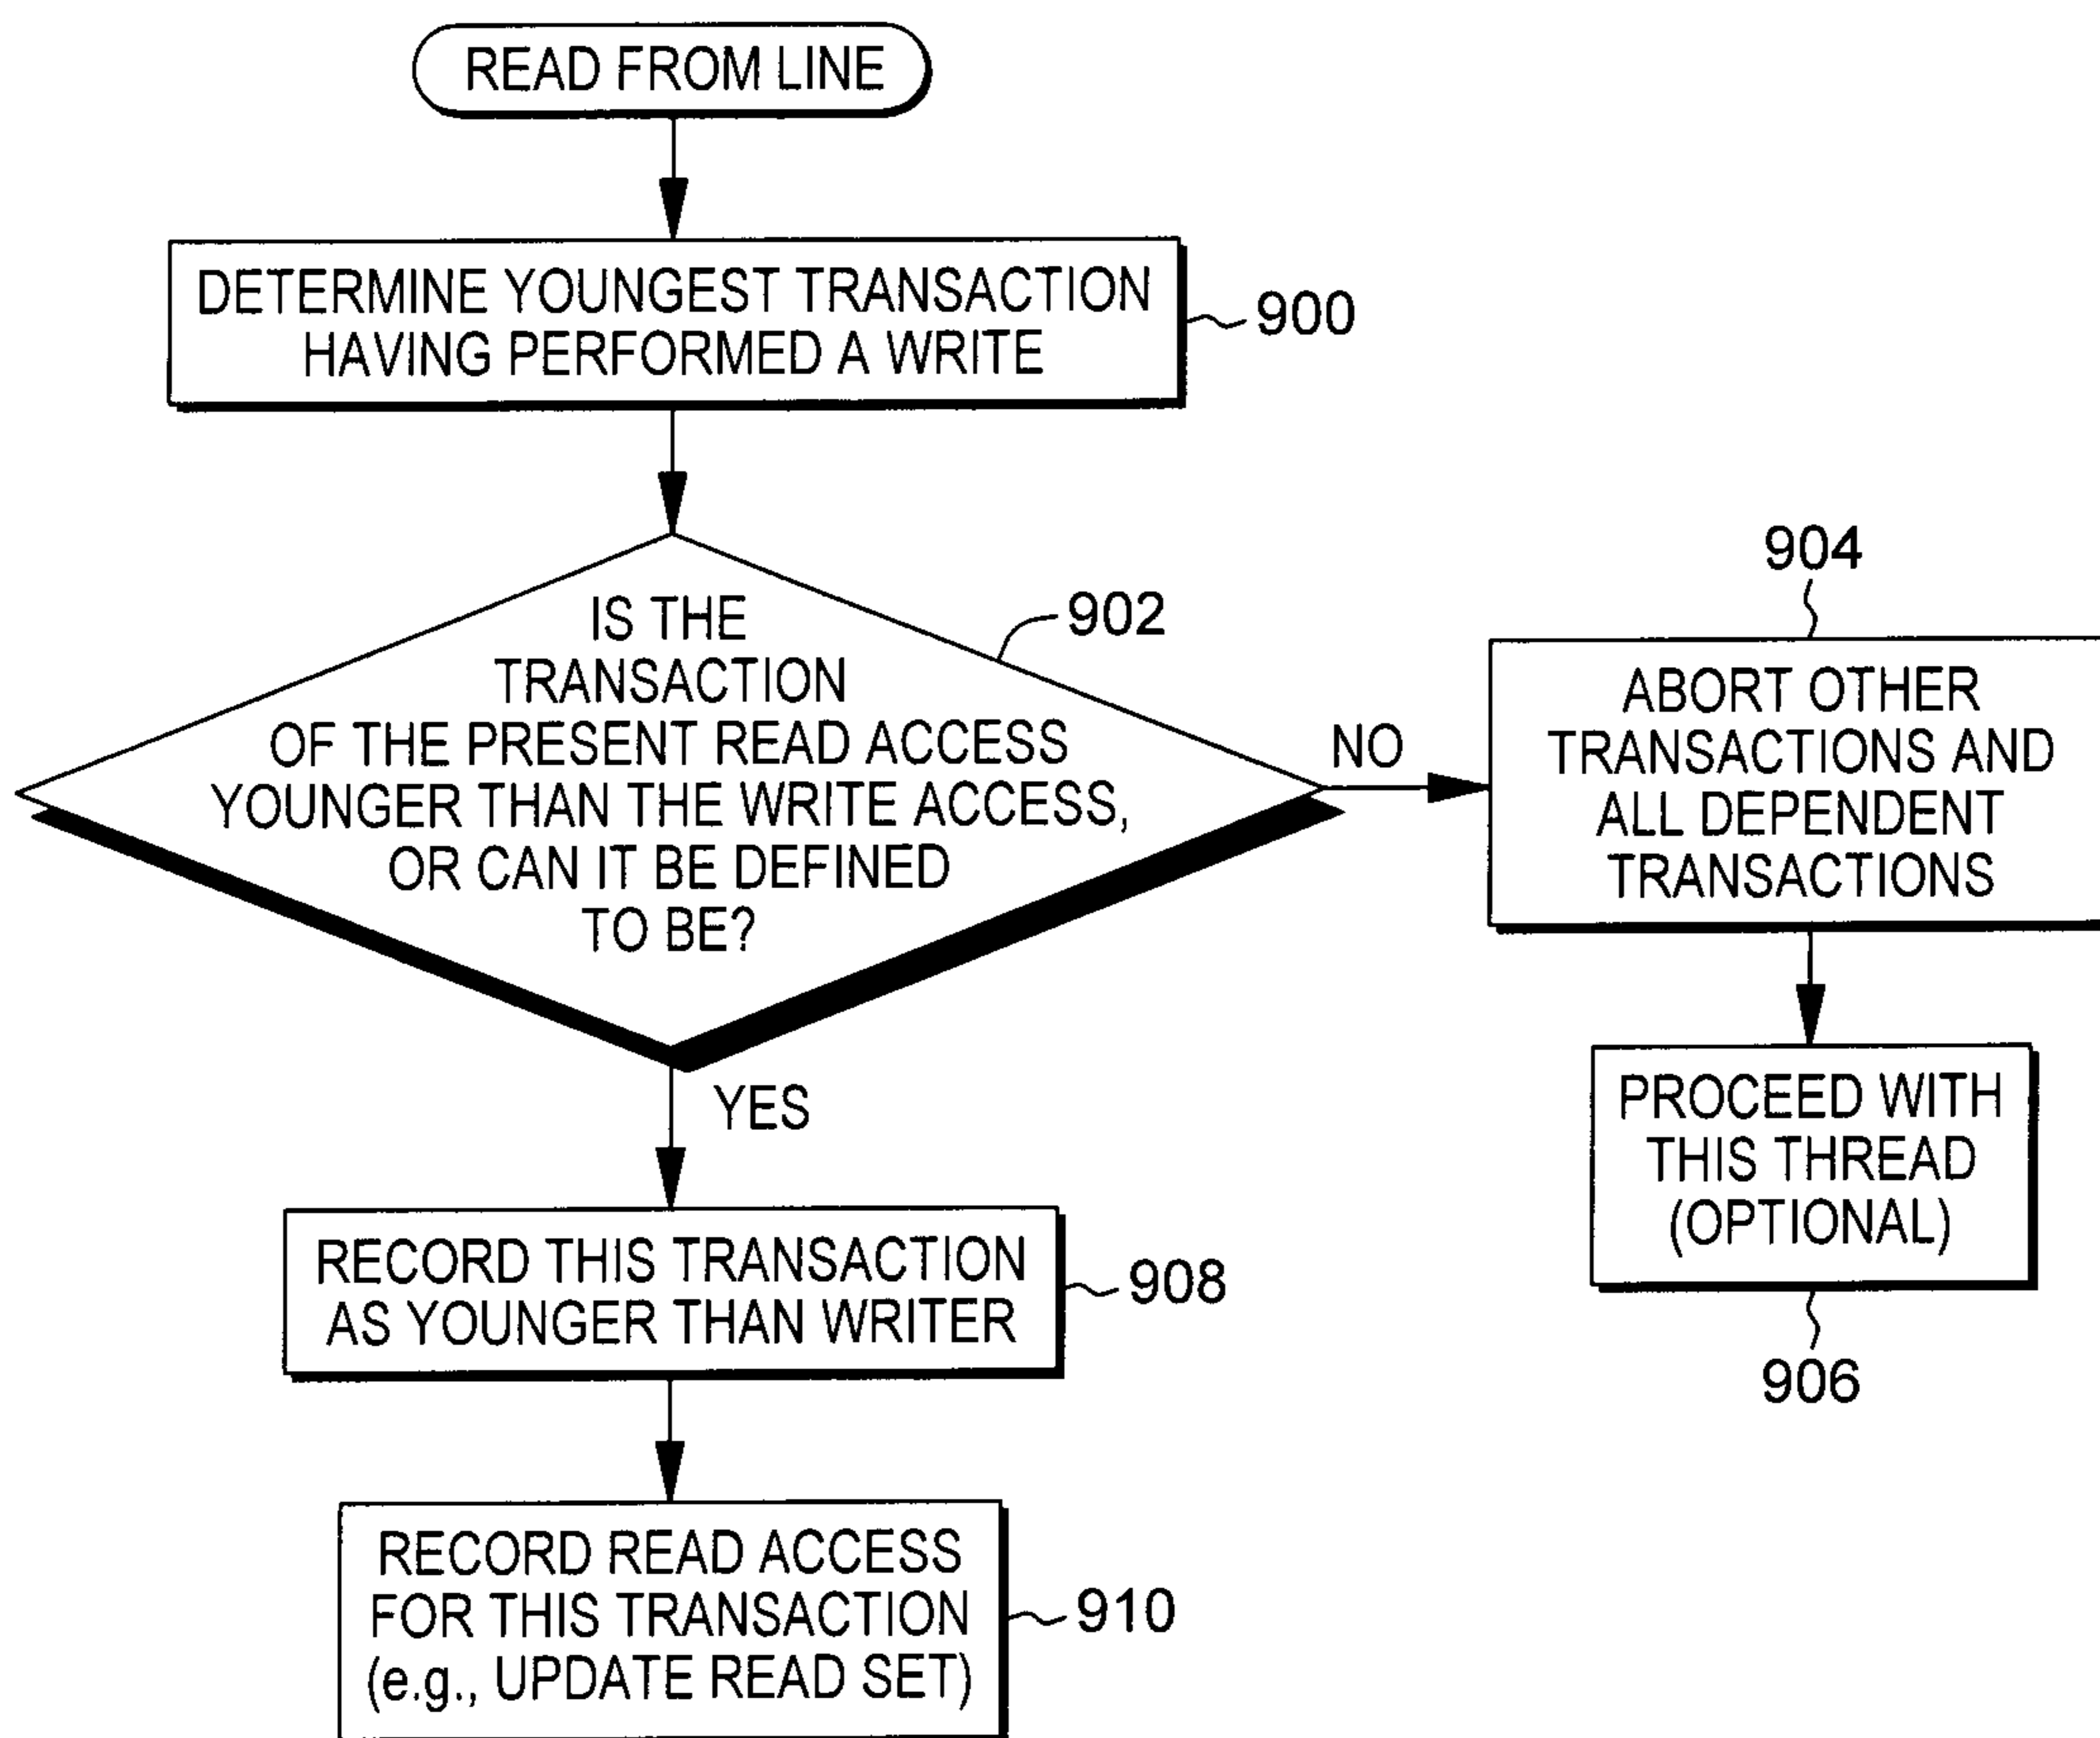 READ FROM LINE
DETERMINE YOUNGEST TRANSACTION
HAVING PERFORMED A WRITE
900
IS THE
TRANSACTION
OF THE PRESENT READ ACCESS
YOUNGER THAN THE WRITE ACCESS,
OR CAN IT BE DEFINED
TO BE?
902
NO
904
ABORT OTHER
TRANSACTIONS AND
ALL DEPENDENT
TRANSACTIONS
PROCEED WITH
THIS THREAD
(OPTIONAL)
906
YES
RECORD THIS TRANSACTION
AS YOUNGER THAN WRITER
908
RECORD READ ACCESS
FOR THIS TRANSACTION
(e.g., UPDATE READ SET)
910